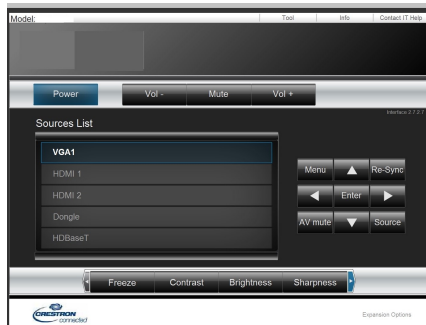 Model: Tool Info Contact IT Help
Power Vol - Mute Vol +
Interface 2.7.2.7
Sources List
VGA1
HDMI 1
HDMI 2
Dongle
HDBaseT
Menu Re-Sync
Enter
AV mute Source
Freeze Contrast Brightness Sharpness
CRESTRON
connected
Expansion Options